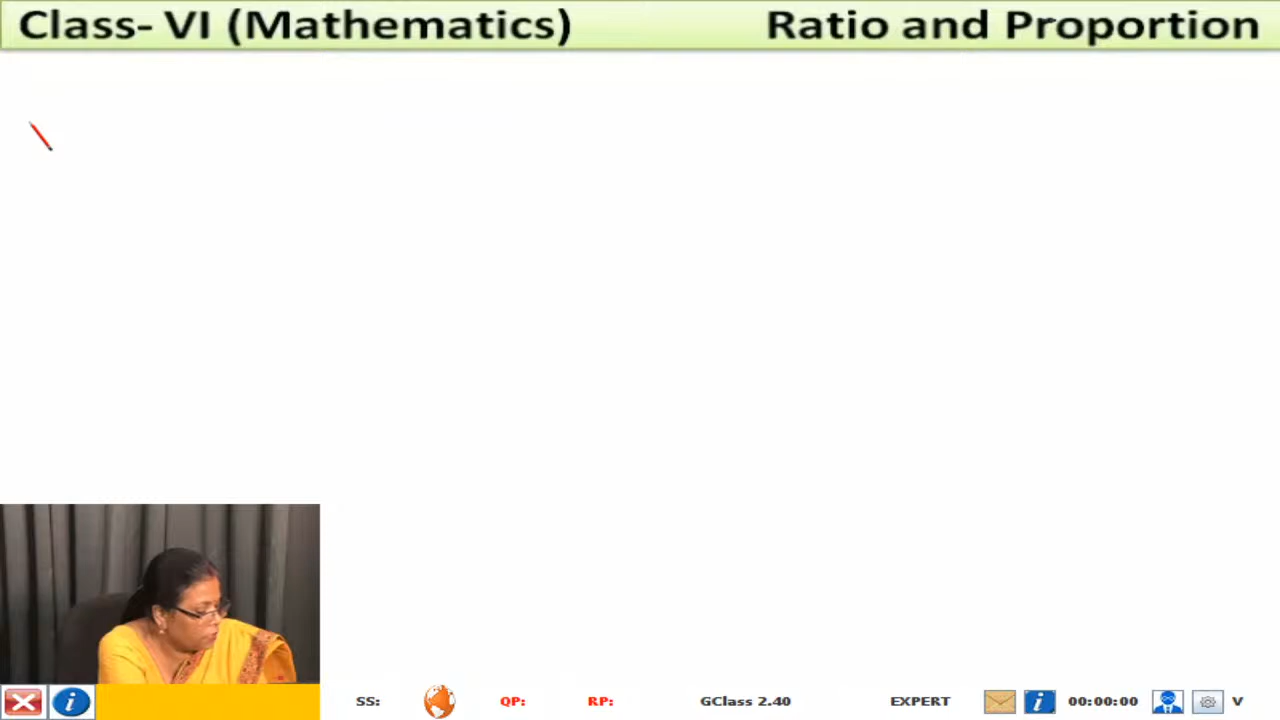 Class- VI (Mathematics) Ratio and Proportion
SS: QP: RP: GClass 2.40 EXPERT 00:00:00 V